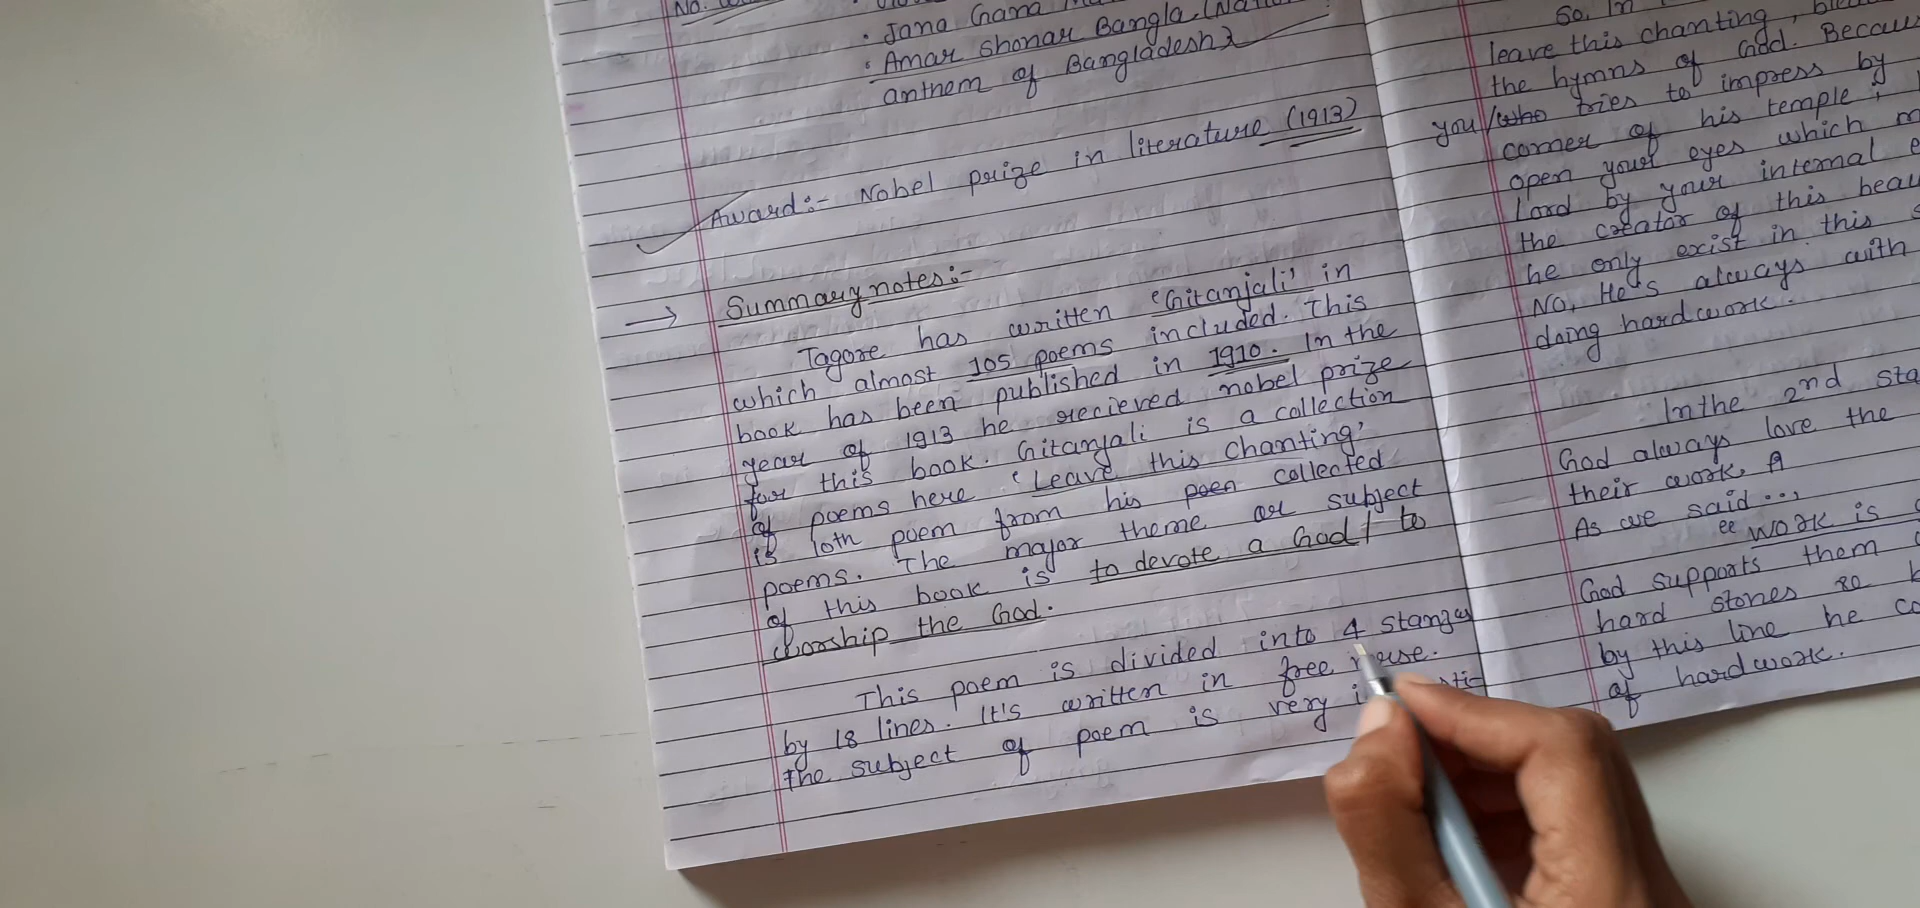 No.
· Jana Gana
· Amar Shonar Bangla (Nation
anthem of Bangladesh)
Award:- Nobel prize in literature (1913)
→ Summary notes:-
Tagore has written 'Gitanjali' in
which almost 105 poems included. This
book has been published in 1910. In the
year of 1913 he recieved nobel prize
for this book. Gitanjali is a collection
of poems here 'Leave this Chanting'
is 10th poem from his poen collected
poems. The major theme or subject
of this book is to devote a God / to
worship the God.
This poem is divided into 4 stanzas
by 18 lines. It's written in free verse.
The subject of poem is very
So, In
leave this chanting,
the hymns of God. Becau
you/who tries to impress by
corner of his temple;
open your eyes which
Lord by your internal
the creator of this beau
he only exist in this
No, He's always with
doing hardwork.
In the 2nd sta
God always love the
their work. A
As we said...,
"work is
God supports them
hard stones so
by this line he co
of hardwork.